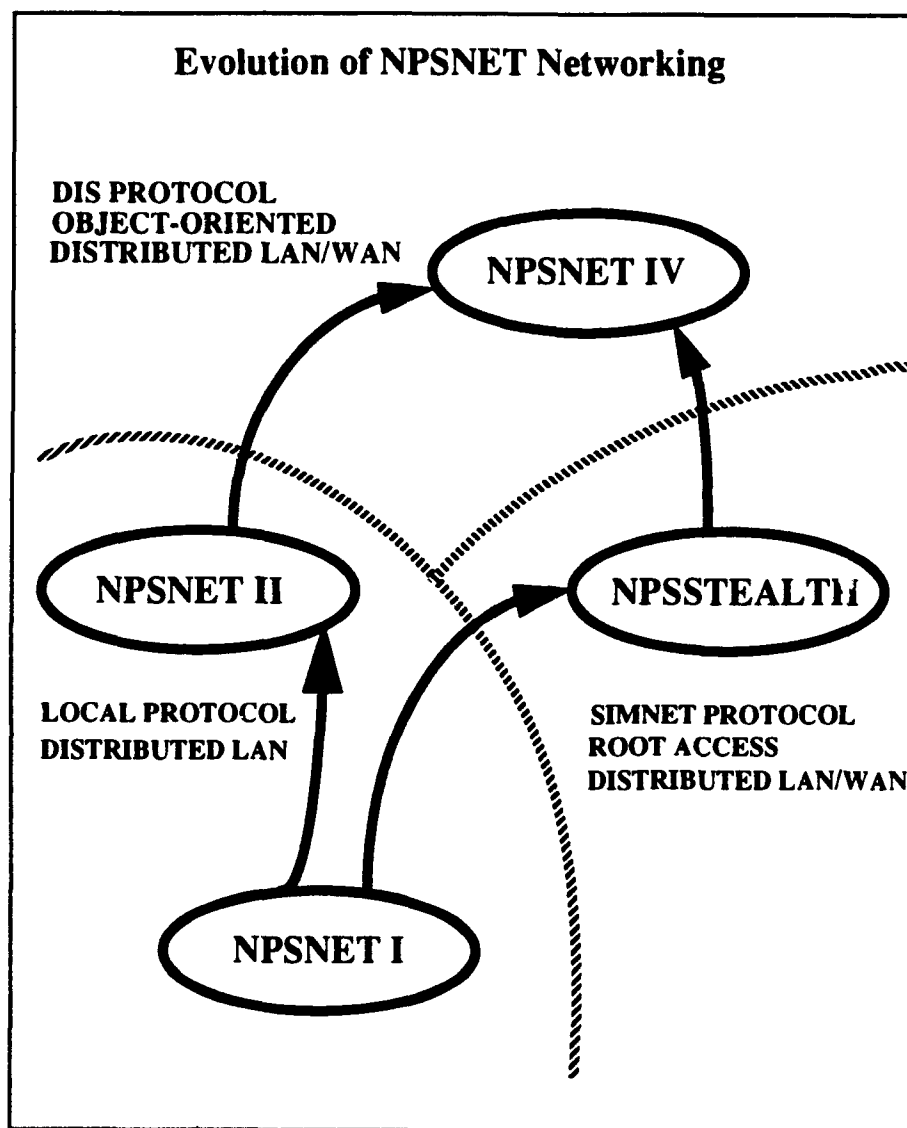 Evolution of NPSNET Networking
DIS PROTOCOL
OBJECT-ORIENTED
DISTRIBUTED LAN/WAN
NPSNET IV
NPSNET II
NPSSTEALTH
LOCAL PROTOCOL
DISTRIBUTED LAN
SIMNET PROTOCOL
ROOT ACCESS
DISTRIBUTED LAN/WAN
NPSNET I